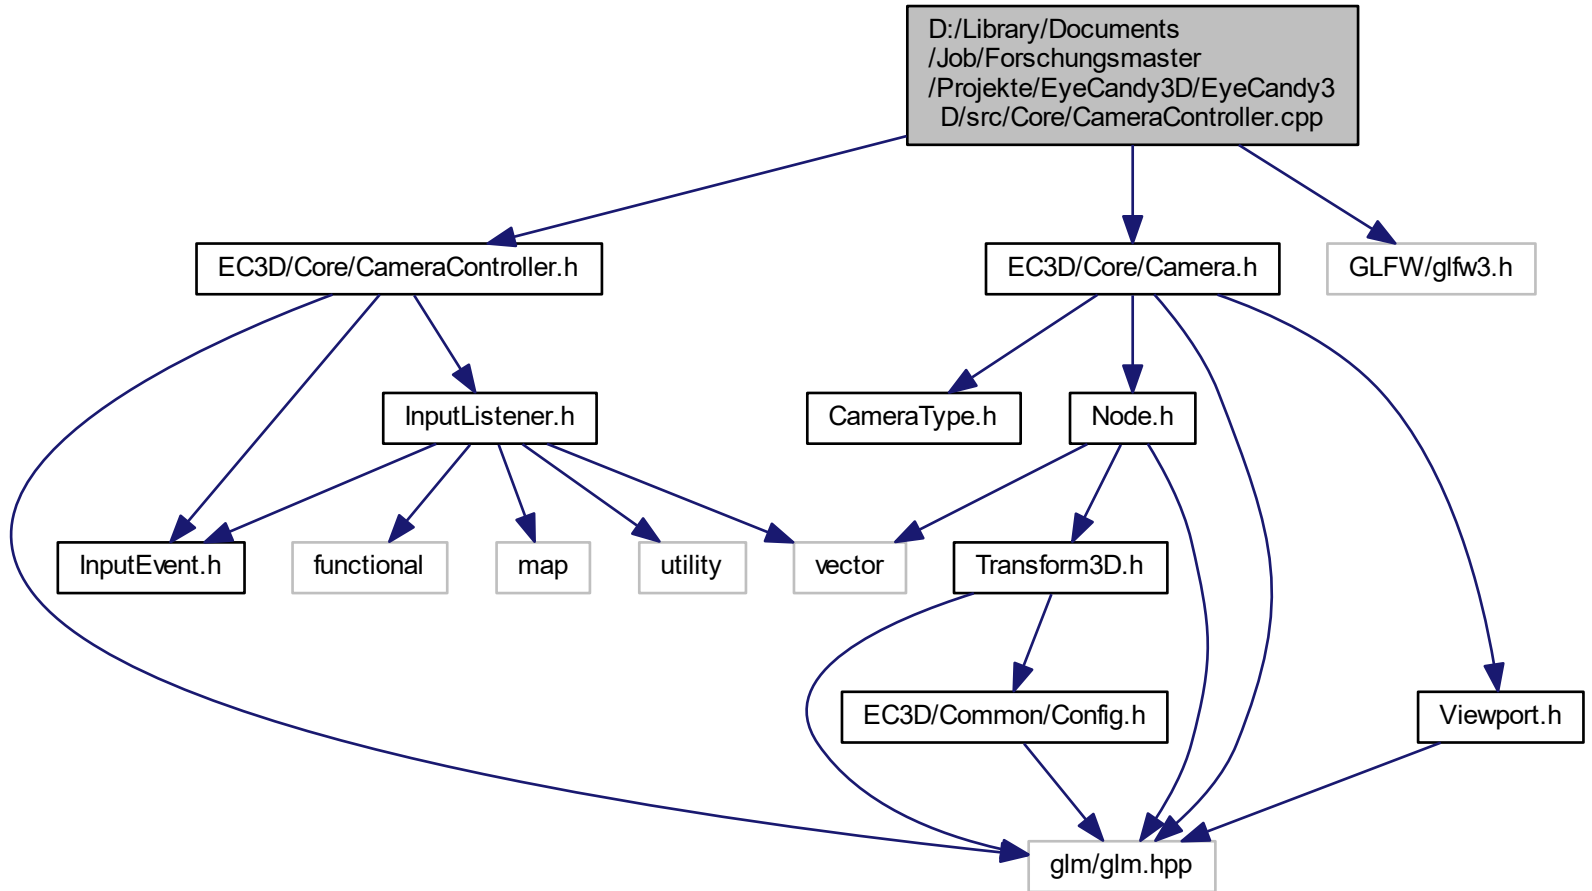 D:/Library/Documents
/Job/Forschungsmaster
/Projekte/EyeCandy3D/EyeCandy3
D/src/Core/CameraController.cpp
EC3D/Core/CameraController.h
EC3D/Core/Camera.h
GLFW/glfw3.h
InputListener.h
CameraType.h
Node.h
InputEvent.h
functional
map
utility
vector
Transform3D.h
EC3D/Common/Config.h
Viewport.h
glm/glm.hpp